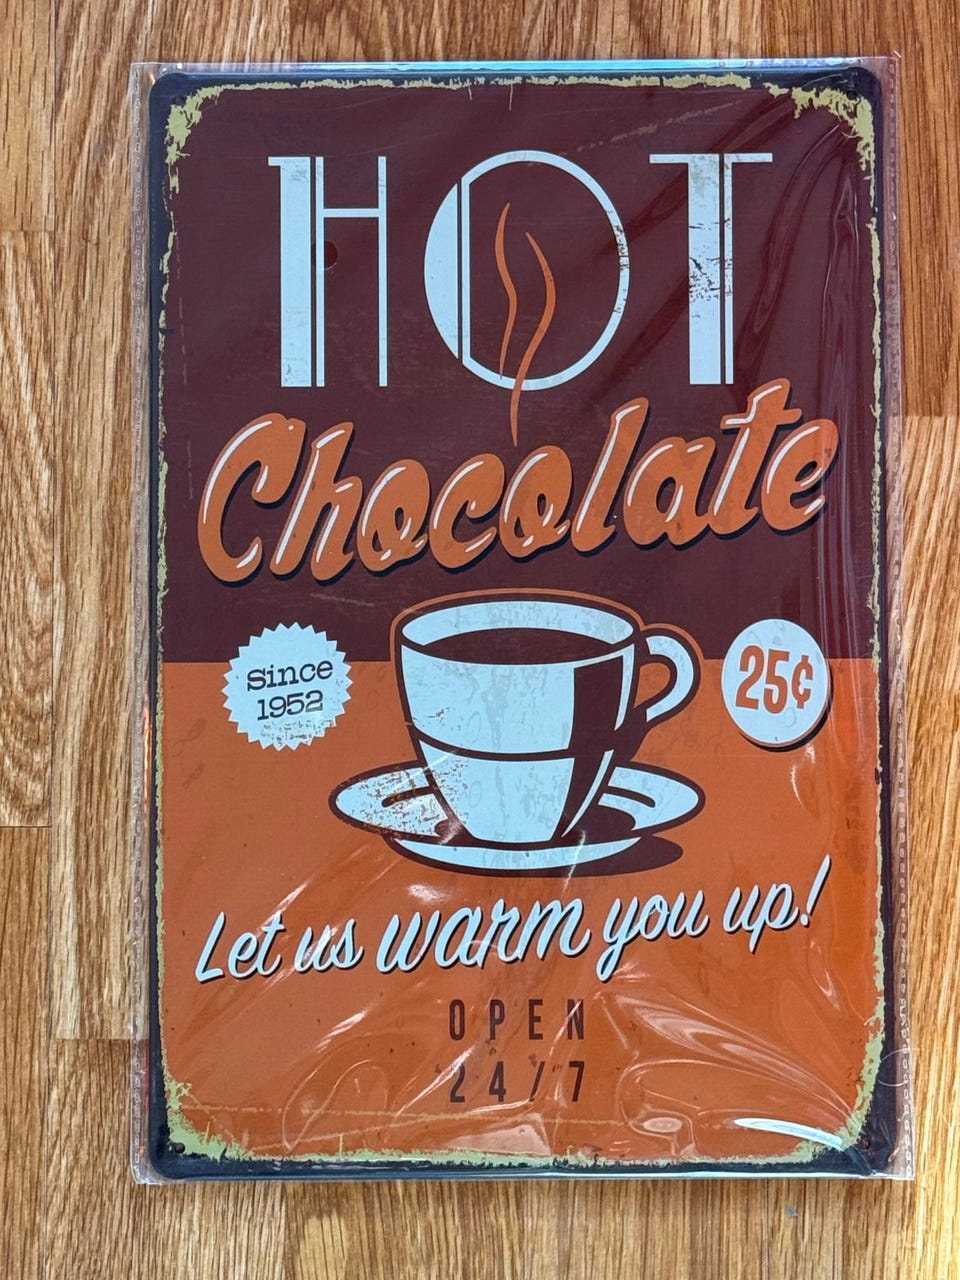 HOT
Chocolate
Since
1952
25¢
Let us warm you up!
OPEN
24/7